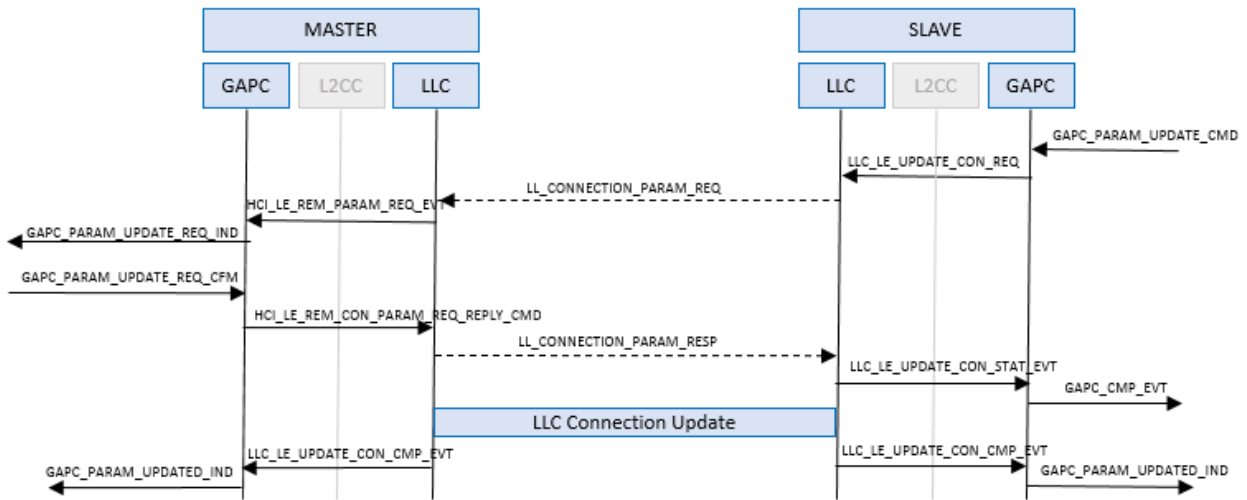 MASTER
SLAVE
GAPC
L2CC
LLC
LLC
L2CC
GAPC
GAPC_PARAM_UPDATE_CMD
LLC_LE_UPDATE_CON_REQ
LL_CONNECTION_PARAM_REQ
HCI_LE_REM_PARAM_REQ_EVT
GAPC_PARAM_UPDATE_REQ_IND
GAPC_PARAM_UPDATE_REQ_CFM
HCI_LE_REM_CON_PARAM_REQ_REPLY_CMD
LL_CONNECTION_PARAM_RESP
LLC_LE_UPDATE_CON_STAT_EVT
GAPC_CMP_EVT
LLC Connection Update
LLC_LE_UPDATE_CON_CMP_EVT
LLC_LE_UPDATE_CON_CMP_EVT
GAPC_PARAM_UPDATED_IND
GAPC_PARAM_UPDATED_IND